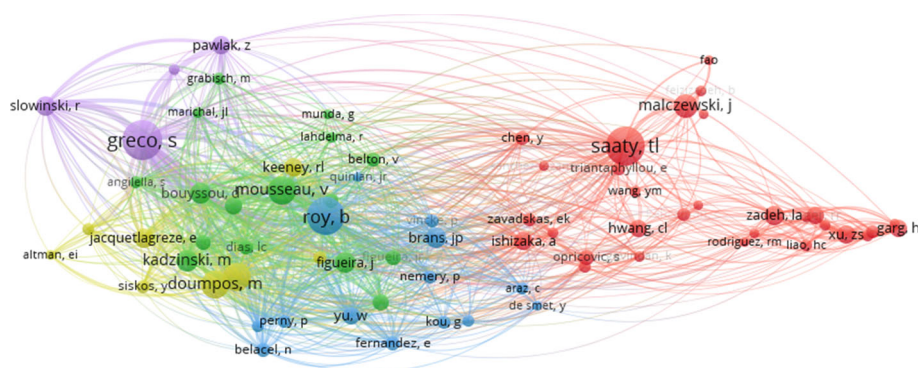 pawlak, z
grabisch, m
slowinski, r
marichal, jl
greco, s
munda, g
lahdelma, r
belton, v
keeney, rl
quinlan, jr
angilella, s
bouyssou, d
mousseau, v
roy, b
vincke, p
brans, jp
jacquetlagreze, e
altman, ei
dias, lc
kadzinski, m
siskos, y
doumpos, m
figueira, j
nemery, p
perny, p
yu, w
kou, g
belacel, n
fernandez, e
araz, c
de smet, y
fao
malczewski, j
chen, y
saaty, tl
triantaphyllou, e
wang, ym
zavadskas, ek
ishizaka, a
hwang, cl
opricovic, s
zadeh, la
rodriguez, rm
liao, hc
xu, zs
garg, h